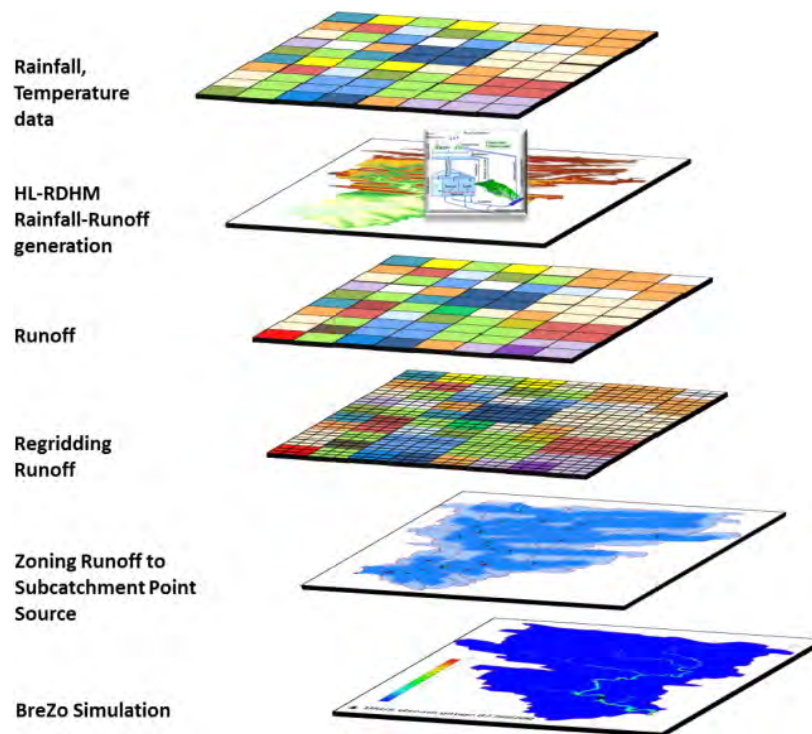 Rainfall,
Temperature
data
HL-RDHM
Rainfall-Runoff
generation
Runoff
Regridding
Runoff
Zoning Runoff to
Subcatchment Point
Source
BreZo Simulation